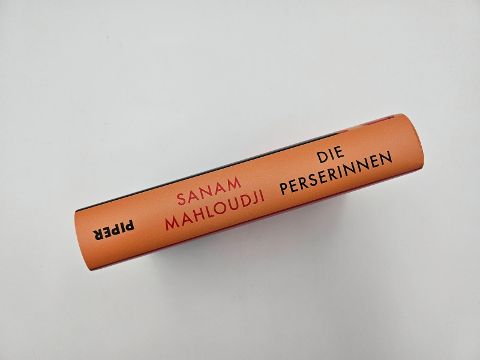 SANAM
MAHLOUDJI
DIE
PERSERINNEN
PIPER